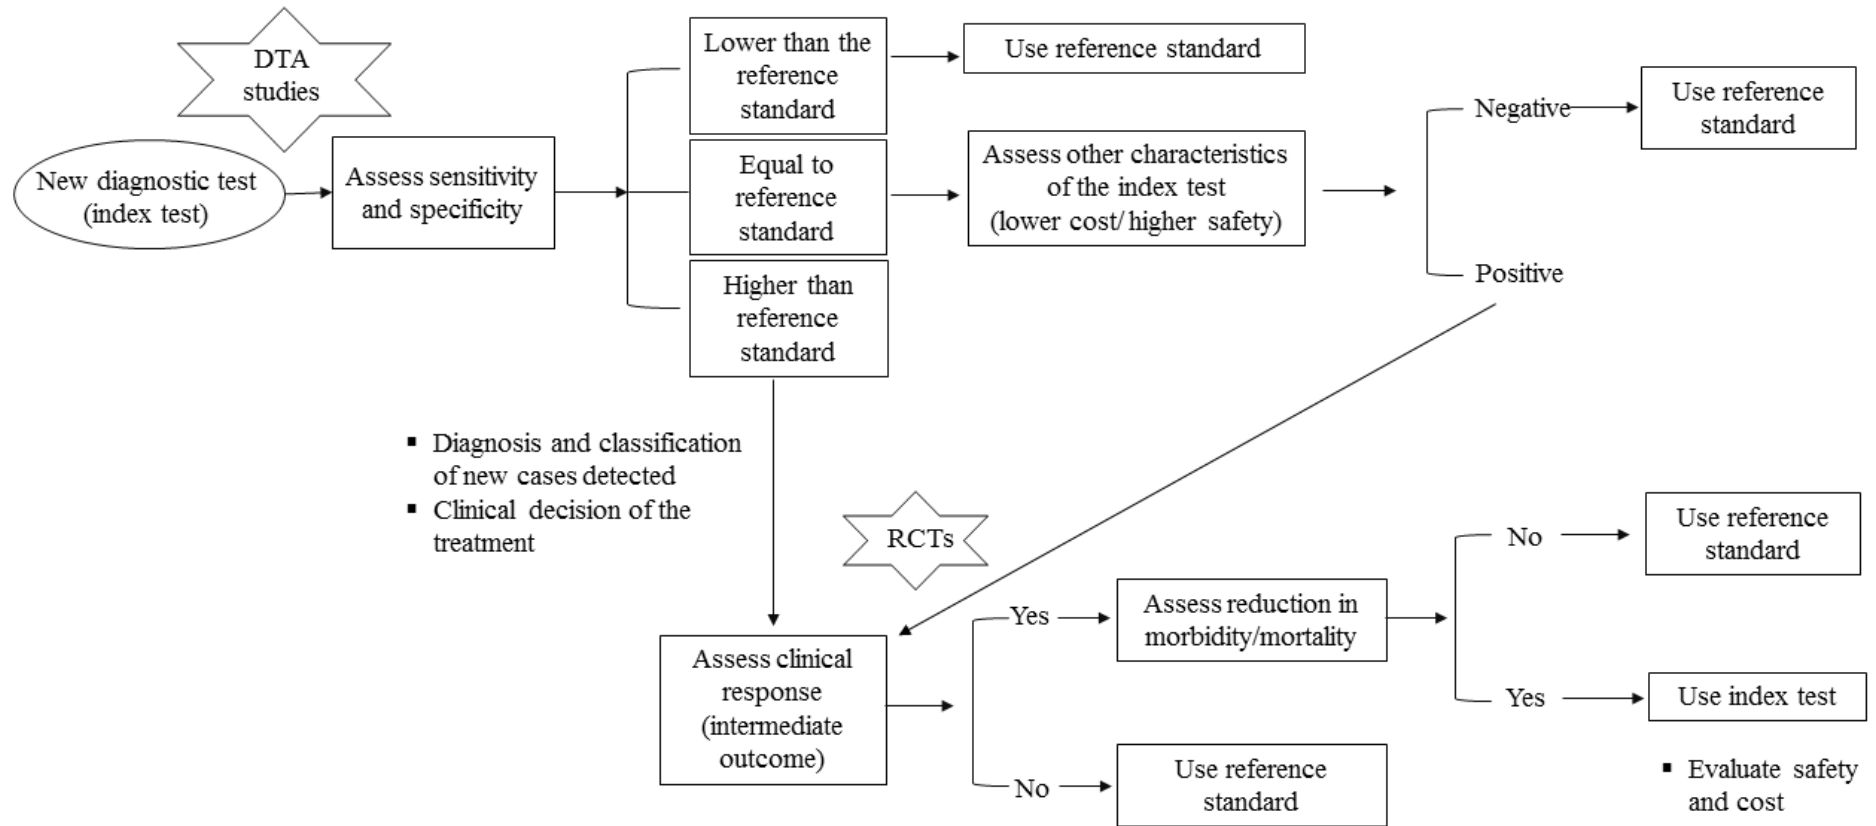 DTA
studies
New diagnostic test
(index test)
Assess sensitivity
and specificity
Lower than the
reference
standard
Use reference standard
Equal to
reference
standard
Assess other characteristics
of the index test
(lower cost/ higher safety)
Negative
Use reference
standard
Positive
Higher than
reference
standard
▪ Diagnosis and classification
of new cases detected
▪ Clinical decision of the
treatment
RCTs
Assess clinical
response
(intermediate
outcome)
Yes
Assess reduction in
morbidity/mortality
No
Use reference
standard
Yes
Use index test
▪ Evaluate safety
and cost
No
Use reference
standard